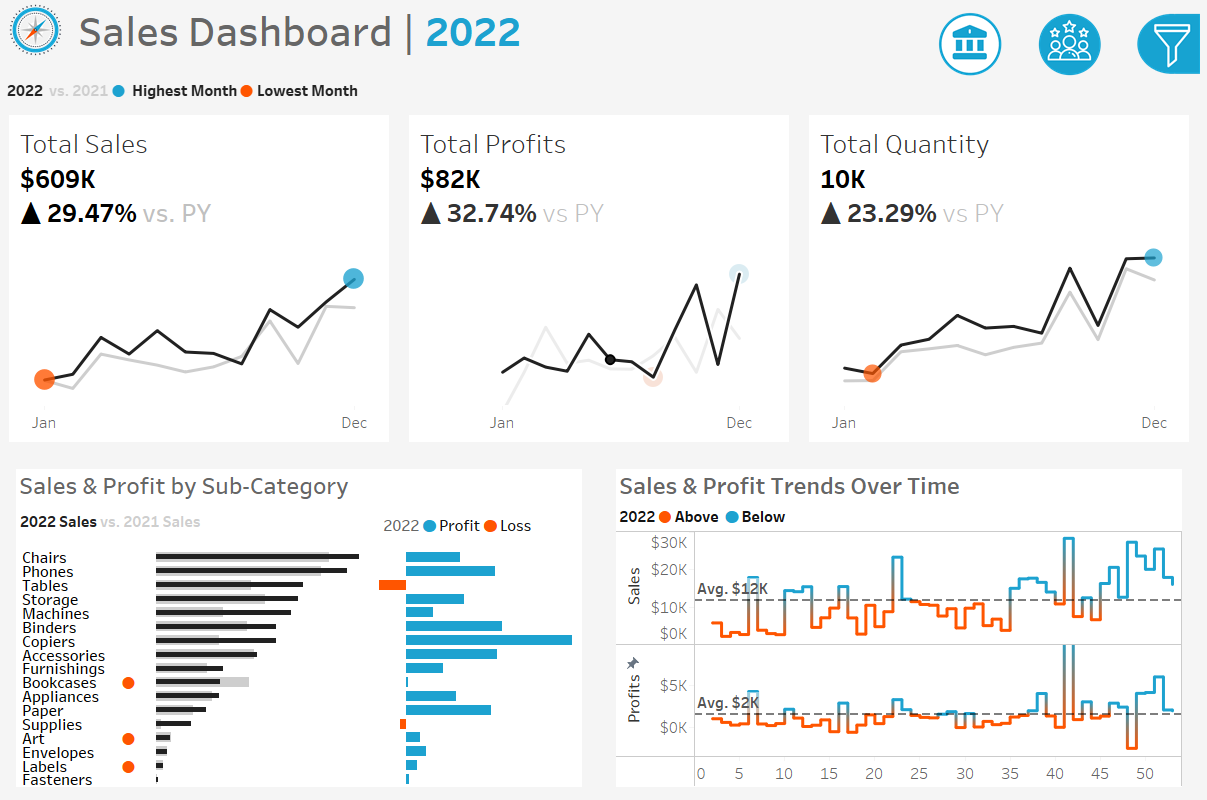 Sales Dashboard | 2022
2022 vs. 2021 Highest Month Lowest Month
Total Sales
$609K
▲ 29.47% vs. PY
Jan Dec
Total Profits
$82K
▲ 32.74% vs PY
Jan Dec
Total Quantity
10K
▲ 23.29% vs PY
Jan Dec
Sales & Profit by Sub-Category
2022 Sales vs. 2021 Sales
2022 Profit Loss
Chairs
Phones
Tables
Storage
Machines
Binders
Copiers
Accessories
Furnishings
Bookcases
Appliances
Paper
Supplies
Art
Envelopes
Labels
Fasteners
Sales & Profit Trends Over Time
2022 Above Below
Sales
$30K
$20K
$10K
$0K
Avg. $12K
Profits
$5K
$0K
Avg. $2K
0 5 10 15 20 25 30 35 40 45 50